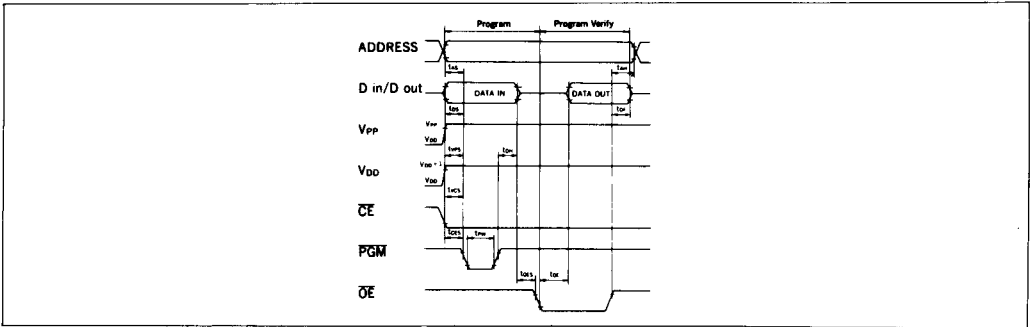 Program Program Verify
ADDRESS
tAS tAH
D in/D out DATA IN DATA OUT
tDS tDF
VPP VPP
VDD
tVPS tDH
VDD VDD + 1
VDD
tVCS
CE
tCES tPW
PGM
tOES tOE
OE